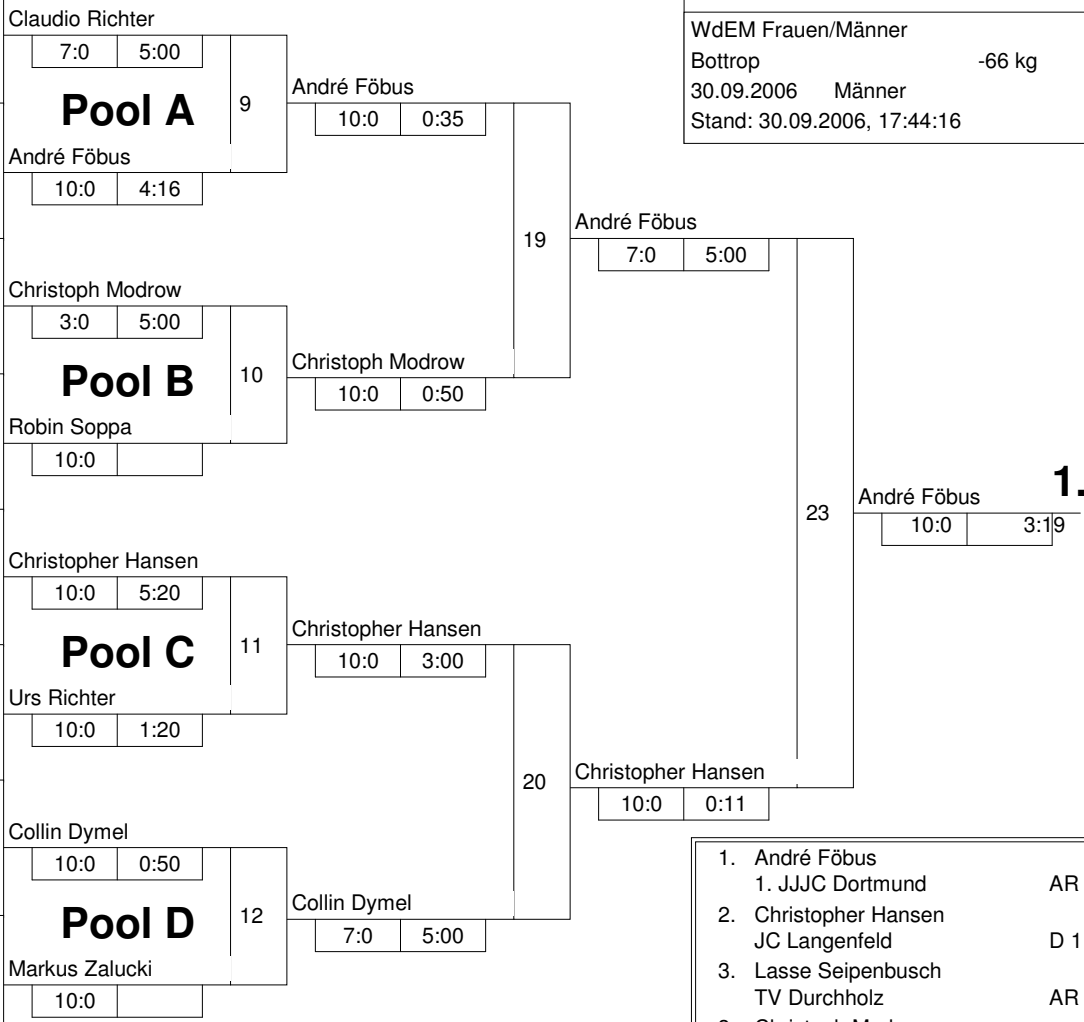 WdEM Frauen/Männer
Bottrop -66 kg
30.09.2006 Männer
Stand: 30.09.2006, 17:44:16
Claudio Richter
7:0 5:00
Pool A
9
André Föbus
10:0 4:16
André Föbus
10:0 0:35
Christoph Modrow
3:0 5:00
Pool B
10
Robin Soppa
10:0
Christoph Modrow
10:0 0:50
19
André Föbus
7:0 5:00
Christopher Hansen
10:0 5:20
Pool C
11
Urs Richter
10:0 1:20
Christopher Hansen
10:0 3:00
Collin Dymel
10:0 0:50
Pool D
12
Markus Zalucki
10:0
Collin Dymel
7:0 5:00
20
Christopher Hansen
10:0 0:11
23
André Föbus 1.
10:0 3:19
1. André Föbus
1. JJJC Dortmund AR
2. Christopher Hansen
JC Langenfeld D 1
3. Lasse Seipenbusch
TV Durchholz AR